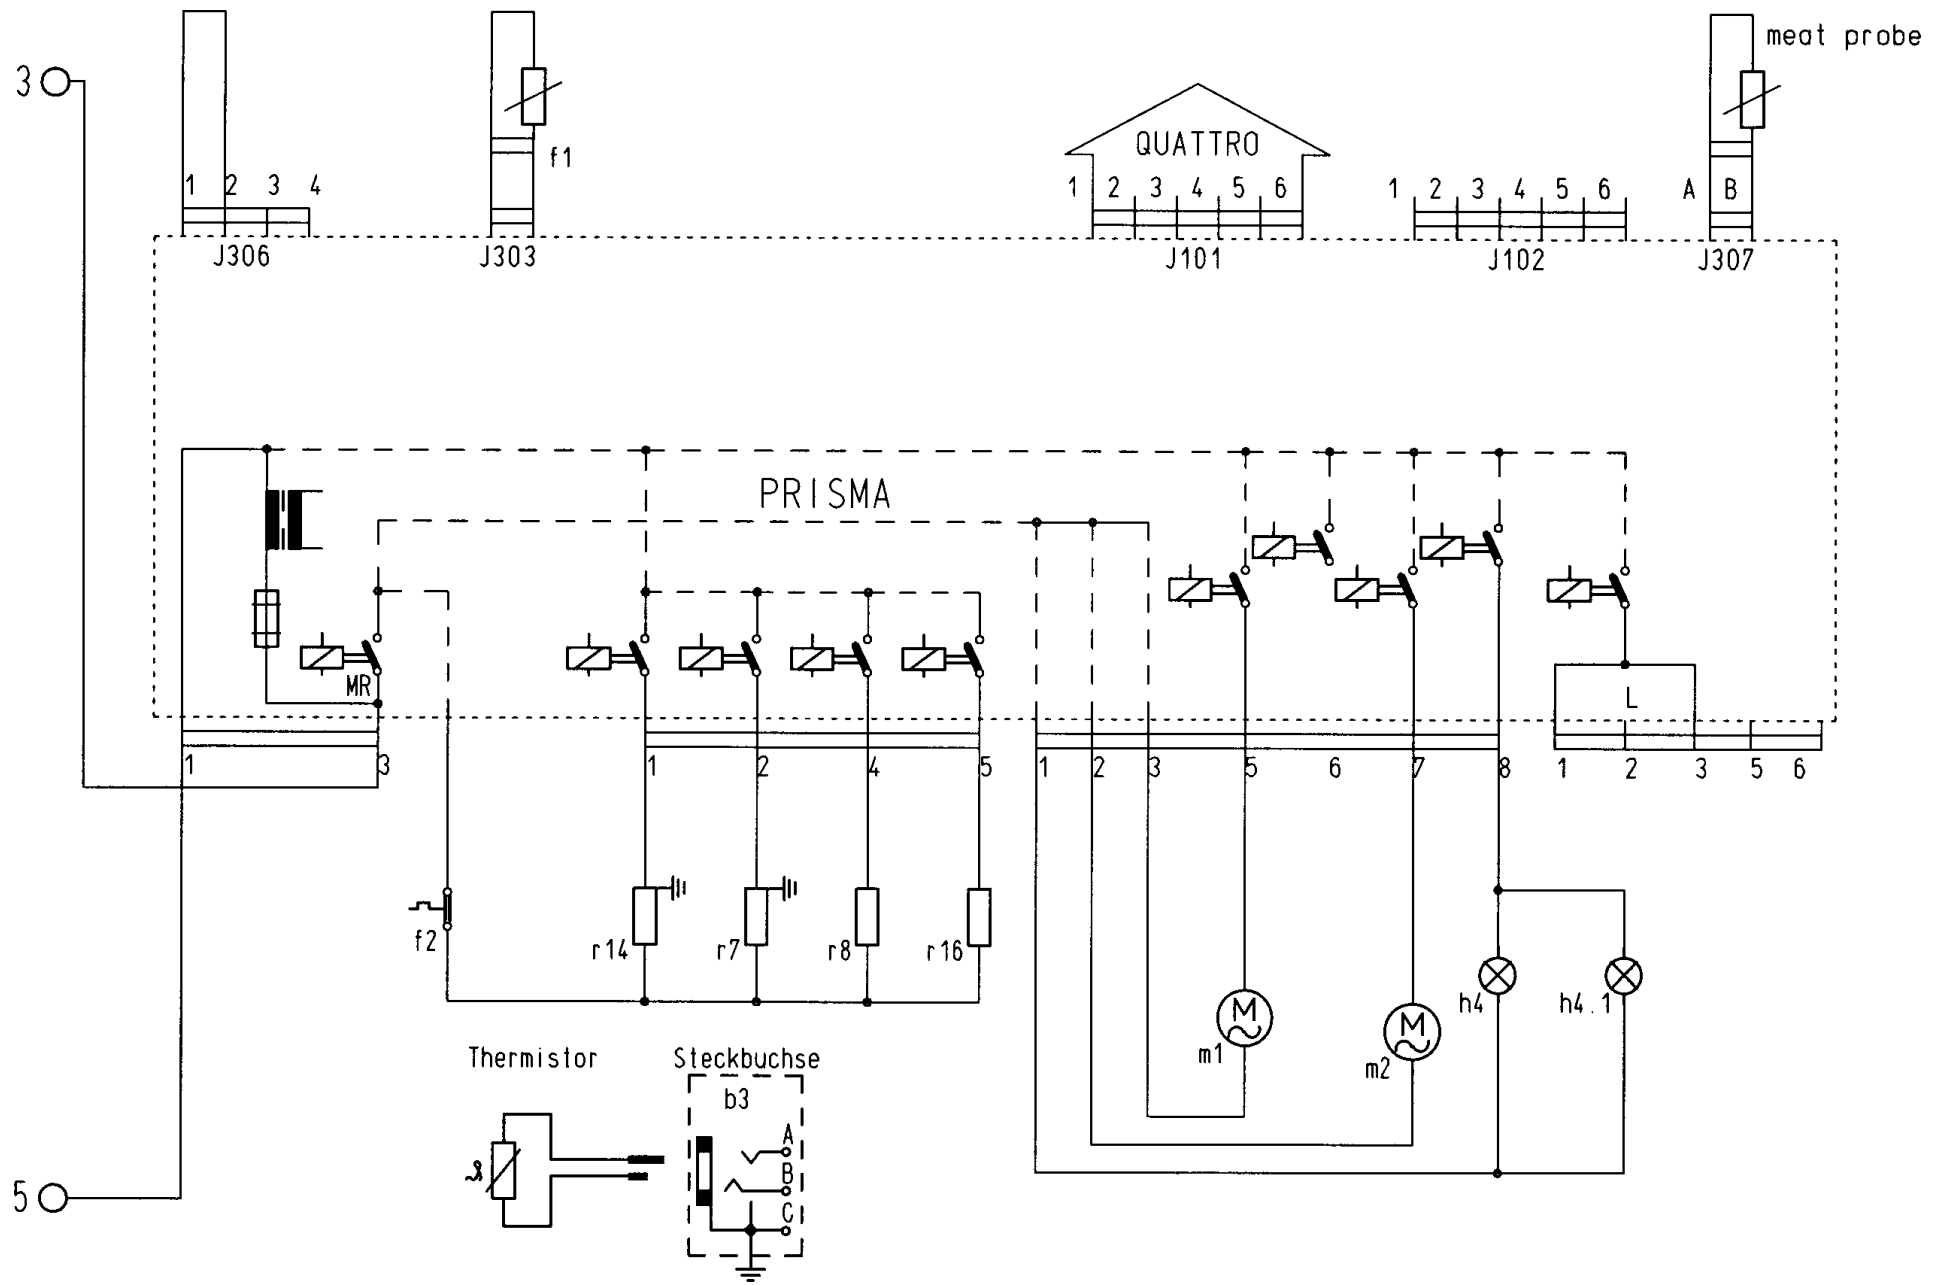 meat probe
3
QUATTRO
f1
1 2 3 4
1 2 3 4 5 6
1 2 3 4 5 6
A B
J306
J303
J101
J102
J307
PRISMA
MR
L
1 3
1 2 4 5
1 2 3 5 6 7 8
1 2 3 5 6
f2
r14
r7
r8
r16
h4
h4.1
M
m1
M
m2
Thermistor
Steckbuchse
b3
A
B
C
ϑ
5